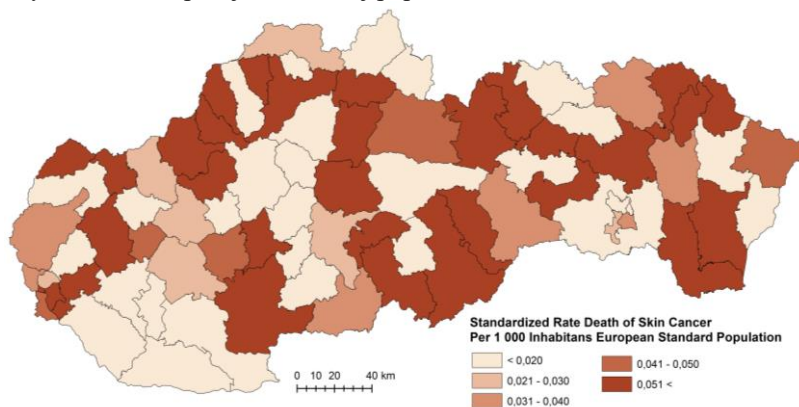 Standardized Rate Death of Skin Cancer
Per 1 000 Inhabitans European Standard Population
< 0,020
0,021 - 0,030
0,031 - 0,040
0,041 - 0,050
0,051 <
0 10 20 40 km